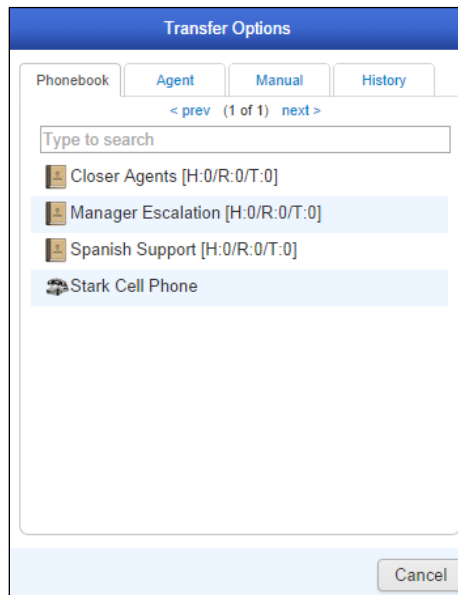 Transfer Options
Phonebook Agent Manual History
< prev (1 of 1) next >
Type to search
Closer Agents [H:0/R:0/T:0]
Manager Escalation [H:0/R:0/T:0]
Spanish Support [H:0/R:0/T:0]
Stark Cell Phone
Cancel